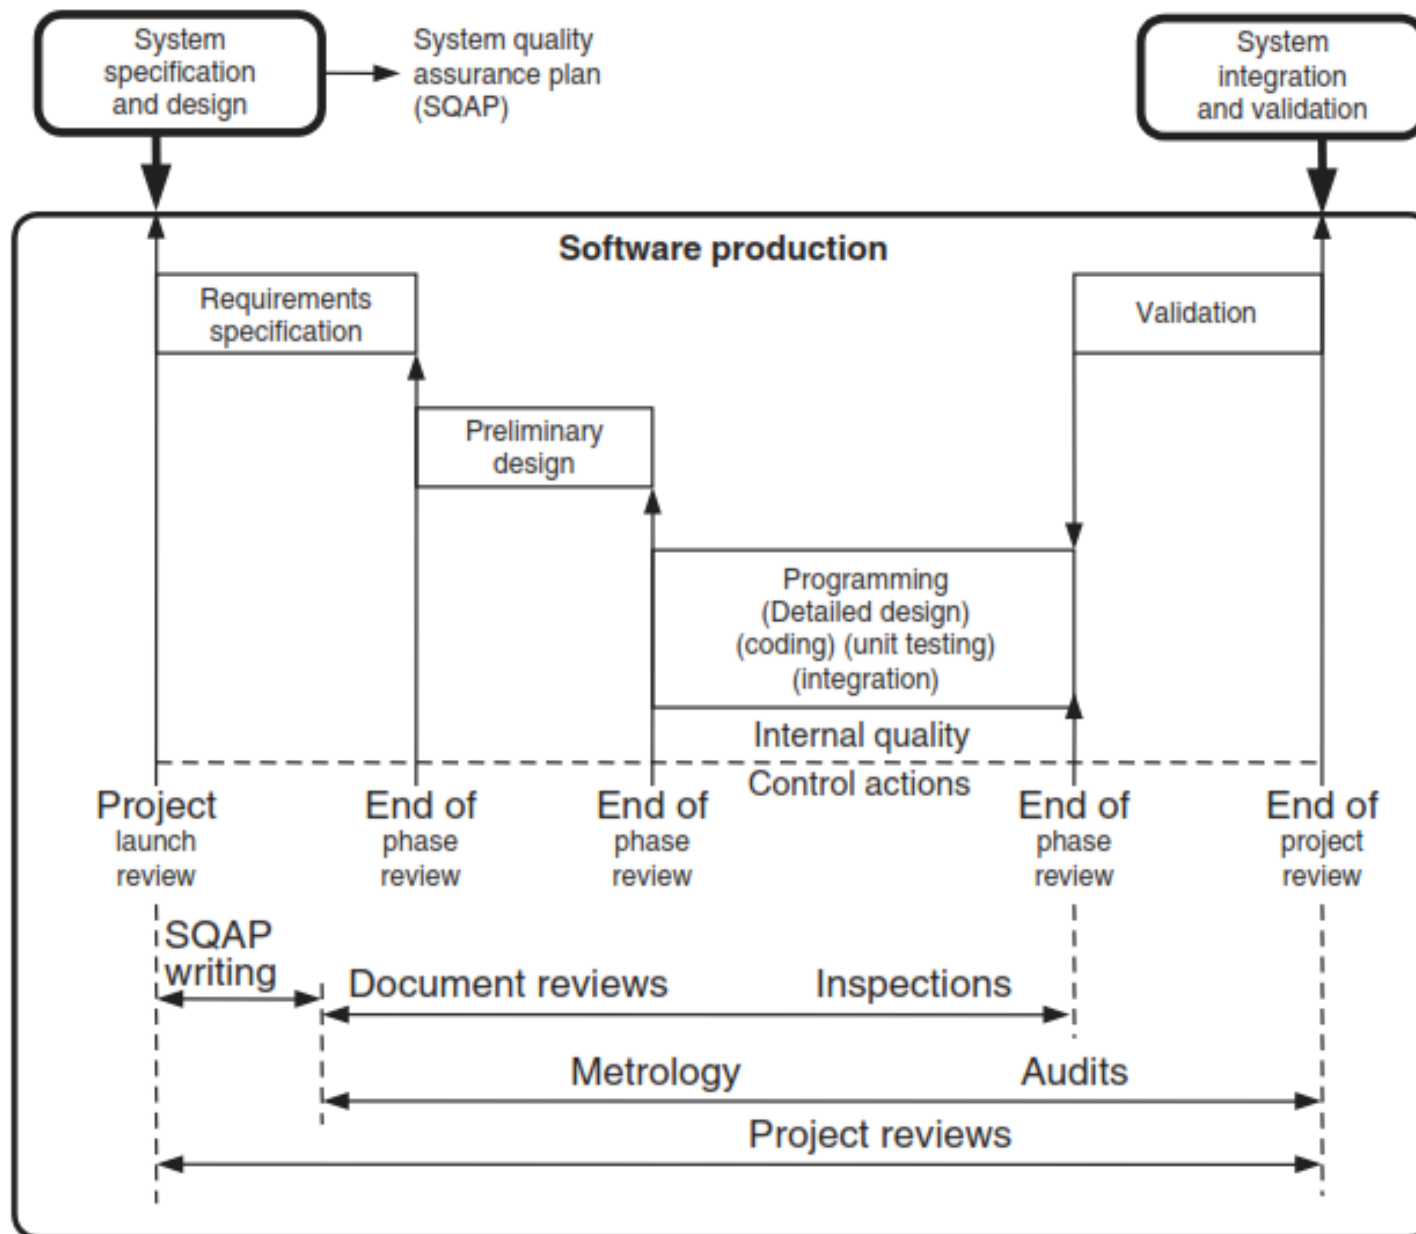 System
specification
and design
System quality
assurance plan
(SQAP)
System
integration
and validation
Software production
Requirements
specification
Validation
Preliminary
design
Programming
(Detailed design)
(coding) (unit testing)
(integration)
Internal quality
Control actions
Project
launch
review
End of
phase
review
End of
phase
review
End of
phase
review
End of
project
review
SQAP
writing
Document reviews
Inspections
Metrology
Audits
Project reviews